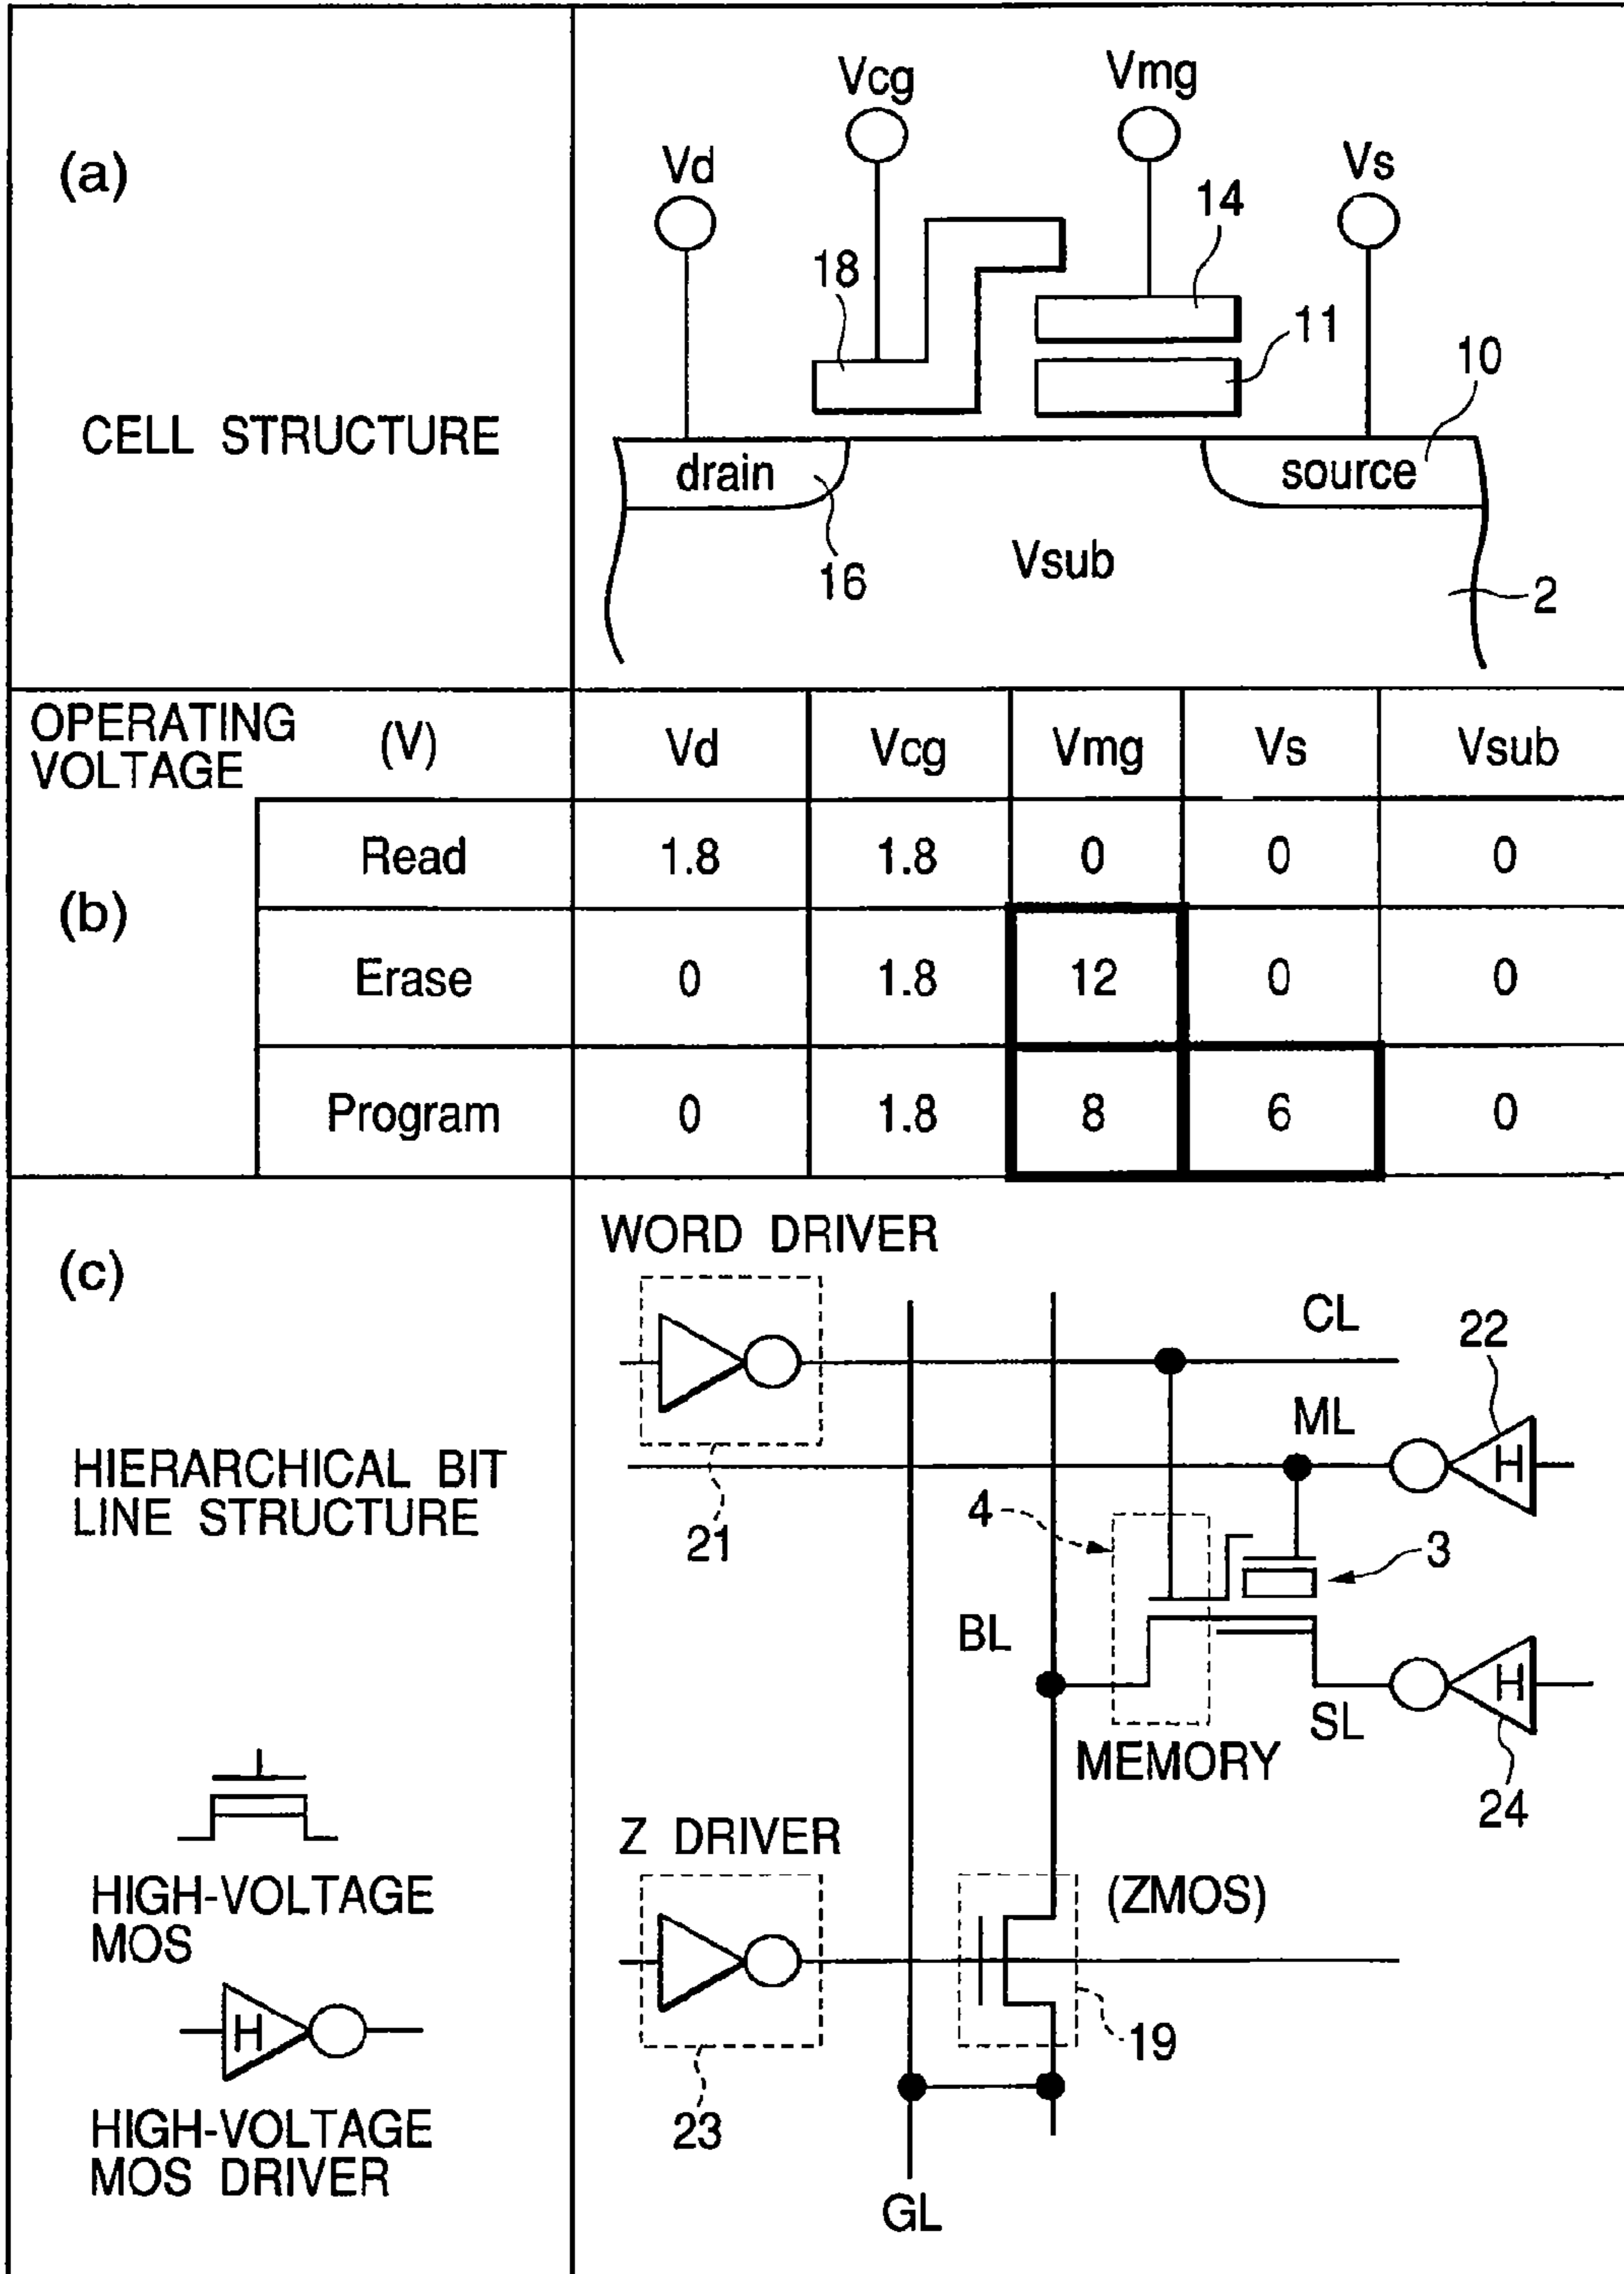 (a)
CELL STRUCTURE
Vcg
Vmg
Vd
Vs
14
18
11
10
drain
source
16
Vsub
2
OPERATING VOLTAGE (V) Vd Vcg Vmg Vs Vsub
(b)
Read 1.8 1.8 0 0 0
Erase 0 1.8 12 0 0
Program 0 1.8 8 6 0
(c)
HIERARCHICAL BIT
LINE STRUCTURE
HIGH-VOLTAGE
MOS
H
HIGH-VOLTAGE
MOS DRIVER
WORD DRIVER
CL
22
ML
H
21
4
3
BL
H
SL
MEMORY
24
Z DRIVER
(ZMOS)
19
23
GL